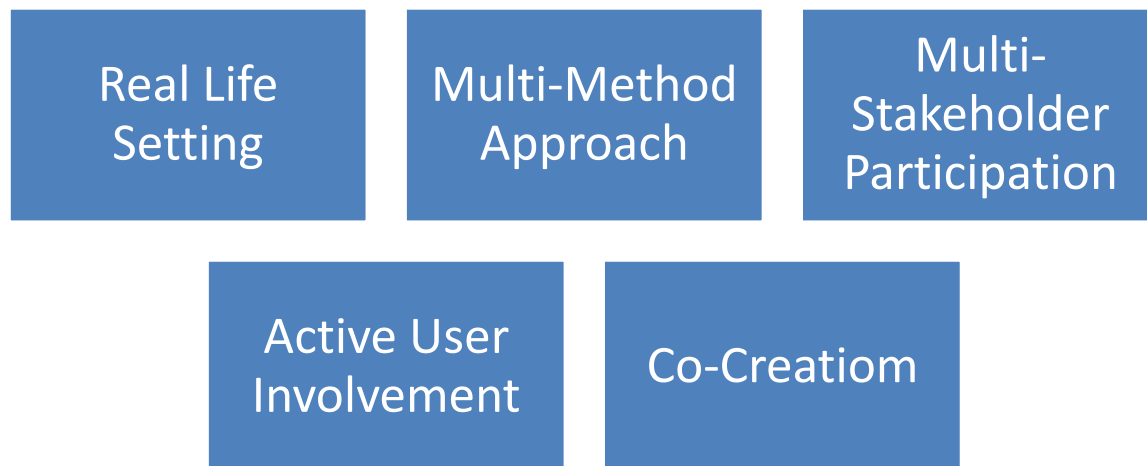 Real Life
Setting
Multi-Method
Approach
Multi-
Stakeholder
Participation
Active User
Involvement
Co-Creatiom